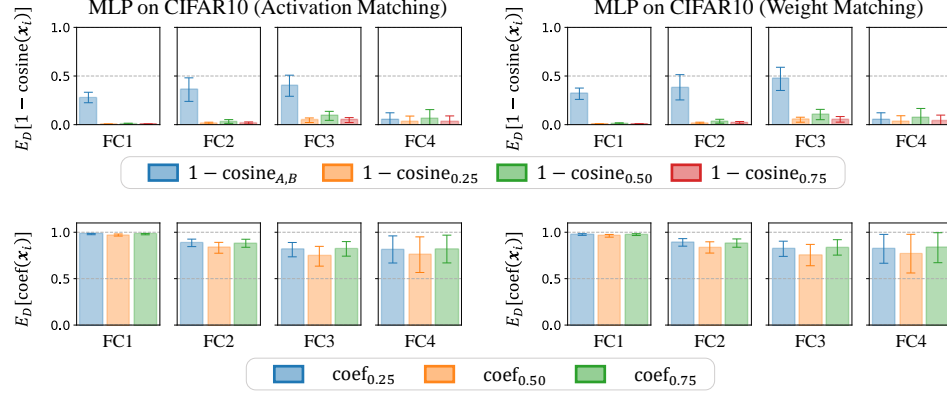 MLP on CIFAR10 (Activation Matching)
E_D[1 − cosine(x_i)]
1.0
0.5
0.0
FC1 FC2 FC3 FC4
MLP on CIFAR10 (Weight Matching)
E_D[1 − cosine(x_i)]
1.0
0.5
0.0
FC1 FC2 FC3 FC4
1 − cosine_{A,B} 1 − cosine_{0.25} 1 − cosine_{0.50} 1 − cosine_{0.75}
E_D[coef(x_i)]
1.0
0.5
0.0
FC1 FC2 FC3 FC4
E_D[coef(x_i)]
1.0
0.5
0.0
FC1 FC2 FC3 FC4
coef_{0.25} coef_{0.50} coef_{0.75}